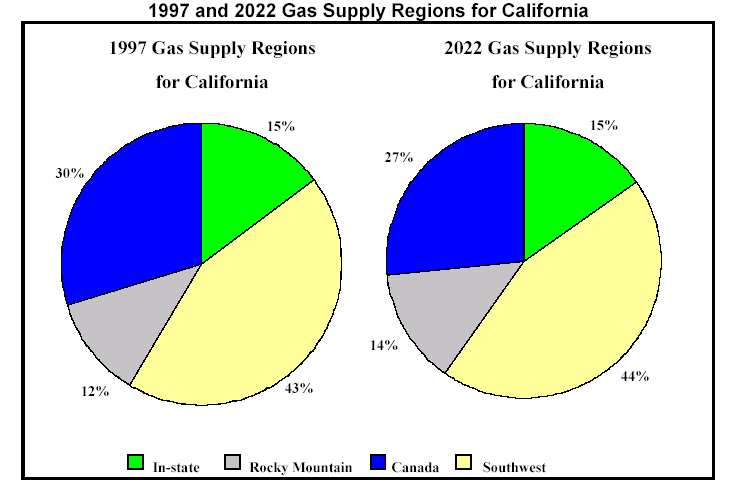 1997 and 2022 Gas Supply Regions for California
1997 Gas Supply Regions
for California
15%
30%
12%
43%
2022 Gas Supply Regions
for California
15%
27%
14%
44%
In-state
Rocky Mountain
Canada
Southwest